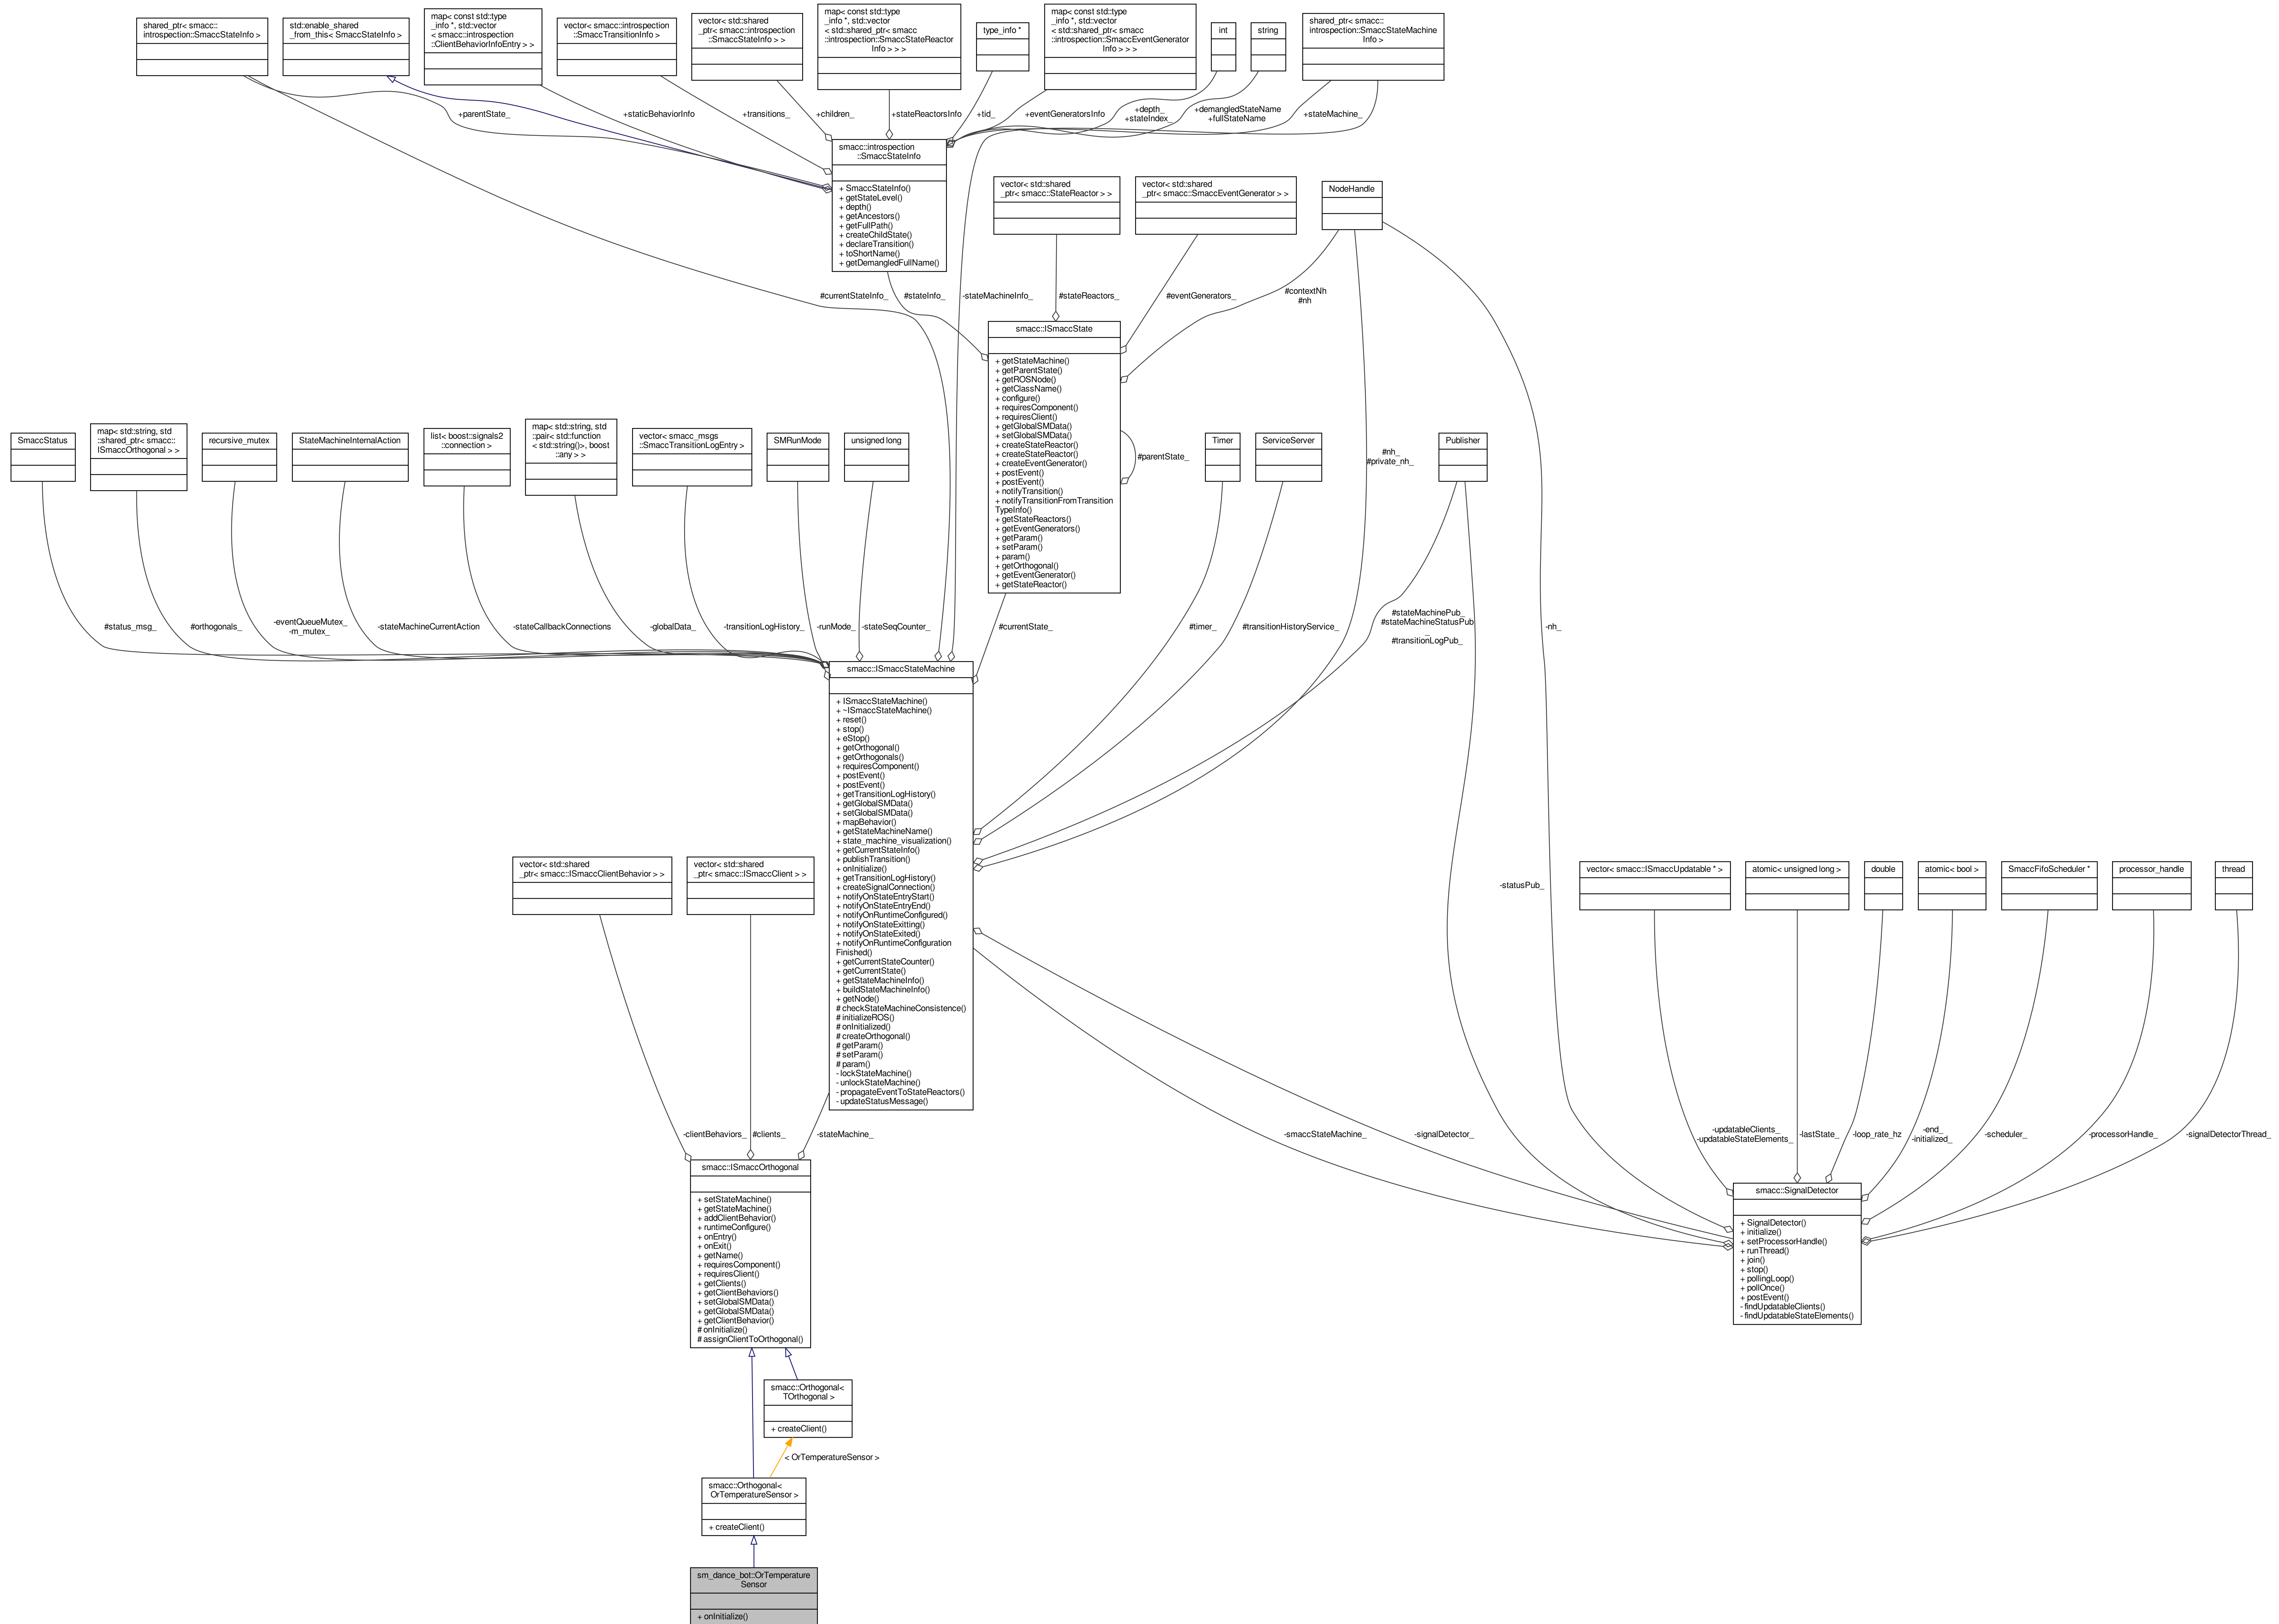 shared_ptr< smacc::
introspection::SmaccStateInfo >
std::enable_shared
_from_this< SmaccStateInfo >
map< const std::type
_info *, std::vector
< smacc::introspection
::ClientBehaviorInfoEntry > >
vector< smacc::introspection
::SmaccTransitionInfo >
vector< std::shared
_ptr< smacc::introspection
::SmaccStateInfo > >
map< const std::type
_info *, std::vector
< std::shared_ptr< smacc
::introspection::SmaccStateReactor
Info > > >
type_info *
map< const std::type
_info *, std::vector
< std::shared_ptr< smacc
::introspection::SmaccEventGenerator
Info > > >
int
string
shared_ptr< smacc::
introspection::SmaccStateMachine
Info >
+parentState_
+staticBehaviorInfo
+transitions_
+children_
+stateReactorsInfo
+tid_
+eventGeneratorsInfo
+depth_
+stateIndex_
+demangledStateName
+fullStateName
+stateMachine_
smacc::introspection
::SmaccStateInfo
+ SmaccStateInfo()
+ getStateLevel()
+ depth()
+ getAncestors()
+ getFullPath()
+ createChildState()
+ declareTransition()
+ toShortName()
+ getDemangledFullName()
vector< std::shared
_ptr< smacc::StateReactor > >
vector< std::shared
_ptr< smacc::SmaccEventGenerator > >
NodeHandle
#currentStateInfo_
#stateInfo_
-stateMachineInfo_
#stateReactors_
#eventGenerators_
#contextNh
#nh
smacc::ISmaccState
+ getStateMachine()
+ getParentState()
+ getROSNode()
+ getClassName()
+ configure()
+ requiresComponent()
+ requiresClient()
+ getGlobalSMData()
+ setGlobalSMData()
+ createStateReactor()
+ createStateReactor()
+ createEventGenerator()
+ postEvent()
+ postEvent()
+ notifyTransition()
+ notifyTransitionFromTransition
TypeInfo()
+ getStateReactors()
+ getEventGenerators()
+ getParam()
+ setParam()
+ param()
+ getOrthogonal()
+ getEventGenerator()
+ getStateReactor()
#parentState_
SmaccStatus
map< std::string, std
::shared_ptr< smacc::
ISmaccOrthogonal > >
recursive_mutex
StateMachineInternalAction
list< boost::signals2
::connection >
map< std::string, std
::pair< std::function
< std::string()>, boost
::any > >
vector< smacc_msgs
::SmaccTransitionLogEntry >
SMRunMode
unsigned long
Timer
ServiceServer
Publisher
#nh_
#private_nh_
-nh_
#status_msg_
#orthogonals_
-eventQueueMutex_
-m_mutex_
-stateMachineCurrentAction
-stateCallbackConnections
-globalData_
-transitionLogHistory_
-runMode_
-stateSeqCounter_
#currentState_
#timer_
#transitionHistoryService_
#stateMachinePub_
#stateMachineStatusPub
_
#transitionLogPub_
smacc::ISmaccStateMachine
+ ISmaccStateMachine()
+ ~ISmaccStateMachine()
+ reset()
+ stop()
+ eStop()
+ getOrthogonal()
+ getOrthogonals()
+ requiresComponent()
+ postEvent()
+ postEvent()
+ getTransitionLogHistory()
+ getGlobalSMData()
+ setGlobalSMData()
+ mapBehavior()
+ getStateMachineName()
+ state_machine_visualization()
+ getCurrentStateInfo()
+ publishTransition()
+ onInitialize()
+ getTransitionLogHistory()
+ createSignalConnection()
+ notifyOnStateEntryStart()
+ notifyOnStateEntryEnd()
+ notifyOnRuntimeConfigured()
+ notifyOnStateExitting()
+ notifyOnStateExited()
+ notifyOnRuntimeConfiguration
Finished()
+ getCurrentStateCounter()
+ getCurrentState()
+ getStateMachineInfo()
+ buildStateMachineInfo()
+ getNode()
# checkStateMachineConsistence()
# initializeROS()
# onInitialized()
# createOrthogonal()
# getParam()
# setParam()
# param()
- lockStateMachine()
- unlockStateMachine()
- propagateEventToStateReactors()
- updateStatusMessage()
vector< std::shared
_ptr< smacc::ISmaccClientBehavior > >
vector< std::shared
_ptr< smacc::ISmaccClient > >
-statusPub_
vector< smacc::ISmaccUpdatable * >
atomic< unsigned long >
double
atomic< bool >
SmaccFifoScheduler *
processor_handle
thread
-clientBehaviors_
#clients_
-stateMachine_
-smaccStateMachine_
-signalDetector_
-updatableClients_
-updatableStateElements_
-lastState_
-loop_rate_hz
-end_
-initialized_
-scheduler_
-processorHandle_
-signalDetectorThread_
smacc::ISmaccOrthogonal
+ setStateMachine()
+ getStateMachine()
+ addClientBehavior()
+ runtimeConfigure()
+ onEntry()
+ onExit()
+ getName()
+ requiresComponent()
+ requiresClient()
+ getClients()
+ getClientBehaviors()
+ setGlobalSMData()
+ getGlobalSMData()
+ getClientBehavior()
# onInitialize()
# assignClientToOrthogonal()
smacc::SignalDetector
+ SignalDetector()
+ initialize()
+ setProcessorHandle()
+ runThread()
+ join()
+ stop()
+ pollingLoop()
+ pollOnce()
+ postEvent()
- findUpdatableClients()
- findUpdatableStateElements()
smacc::Orthogonal<
TOrthogonal >
+ createClient()
< OrTemperatureSensor >
smacc::Orthogonal<
OrTemperatureSensor >
+ createClient()
sm_dance_bot::OrTemperature
Sensor
+ onInitialize()